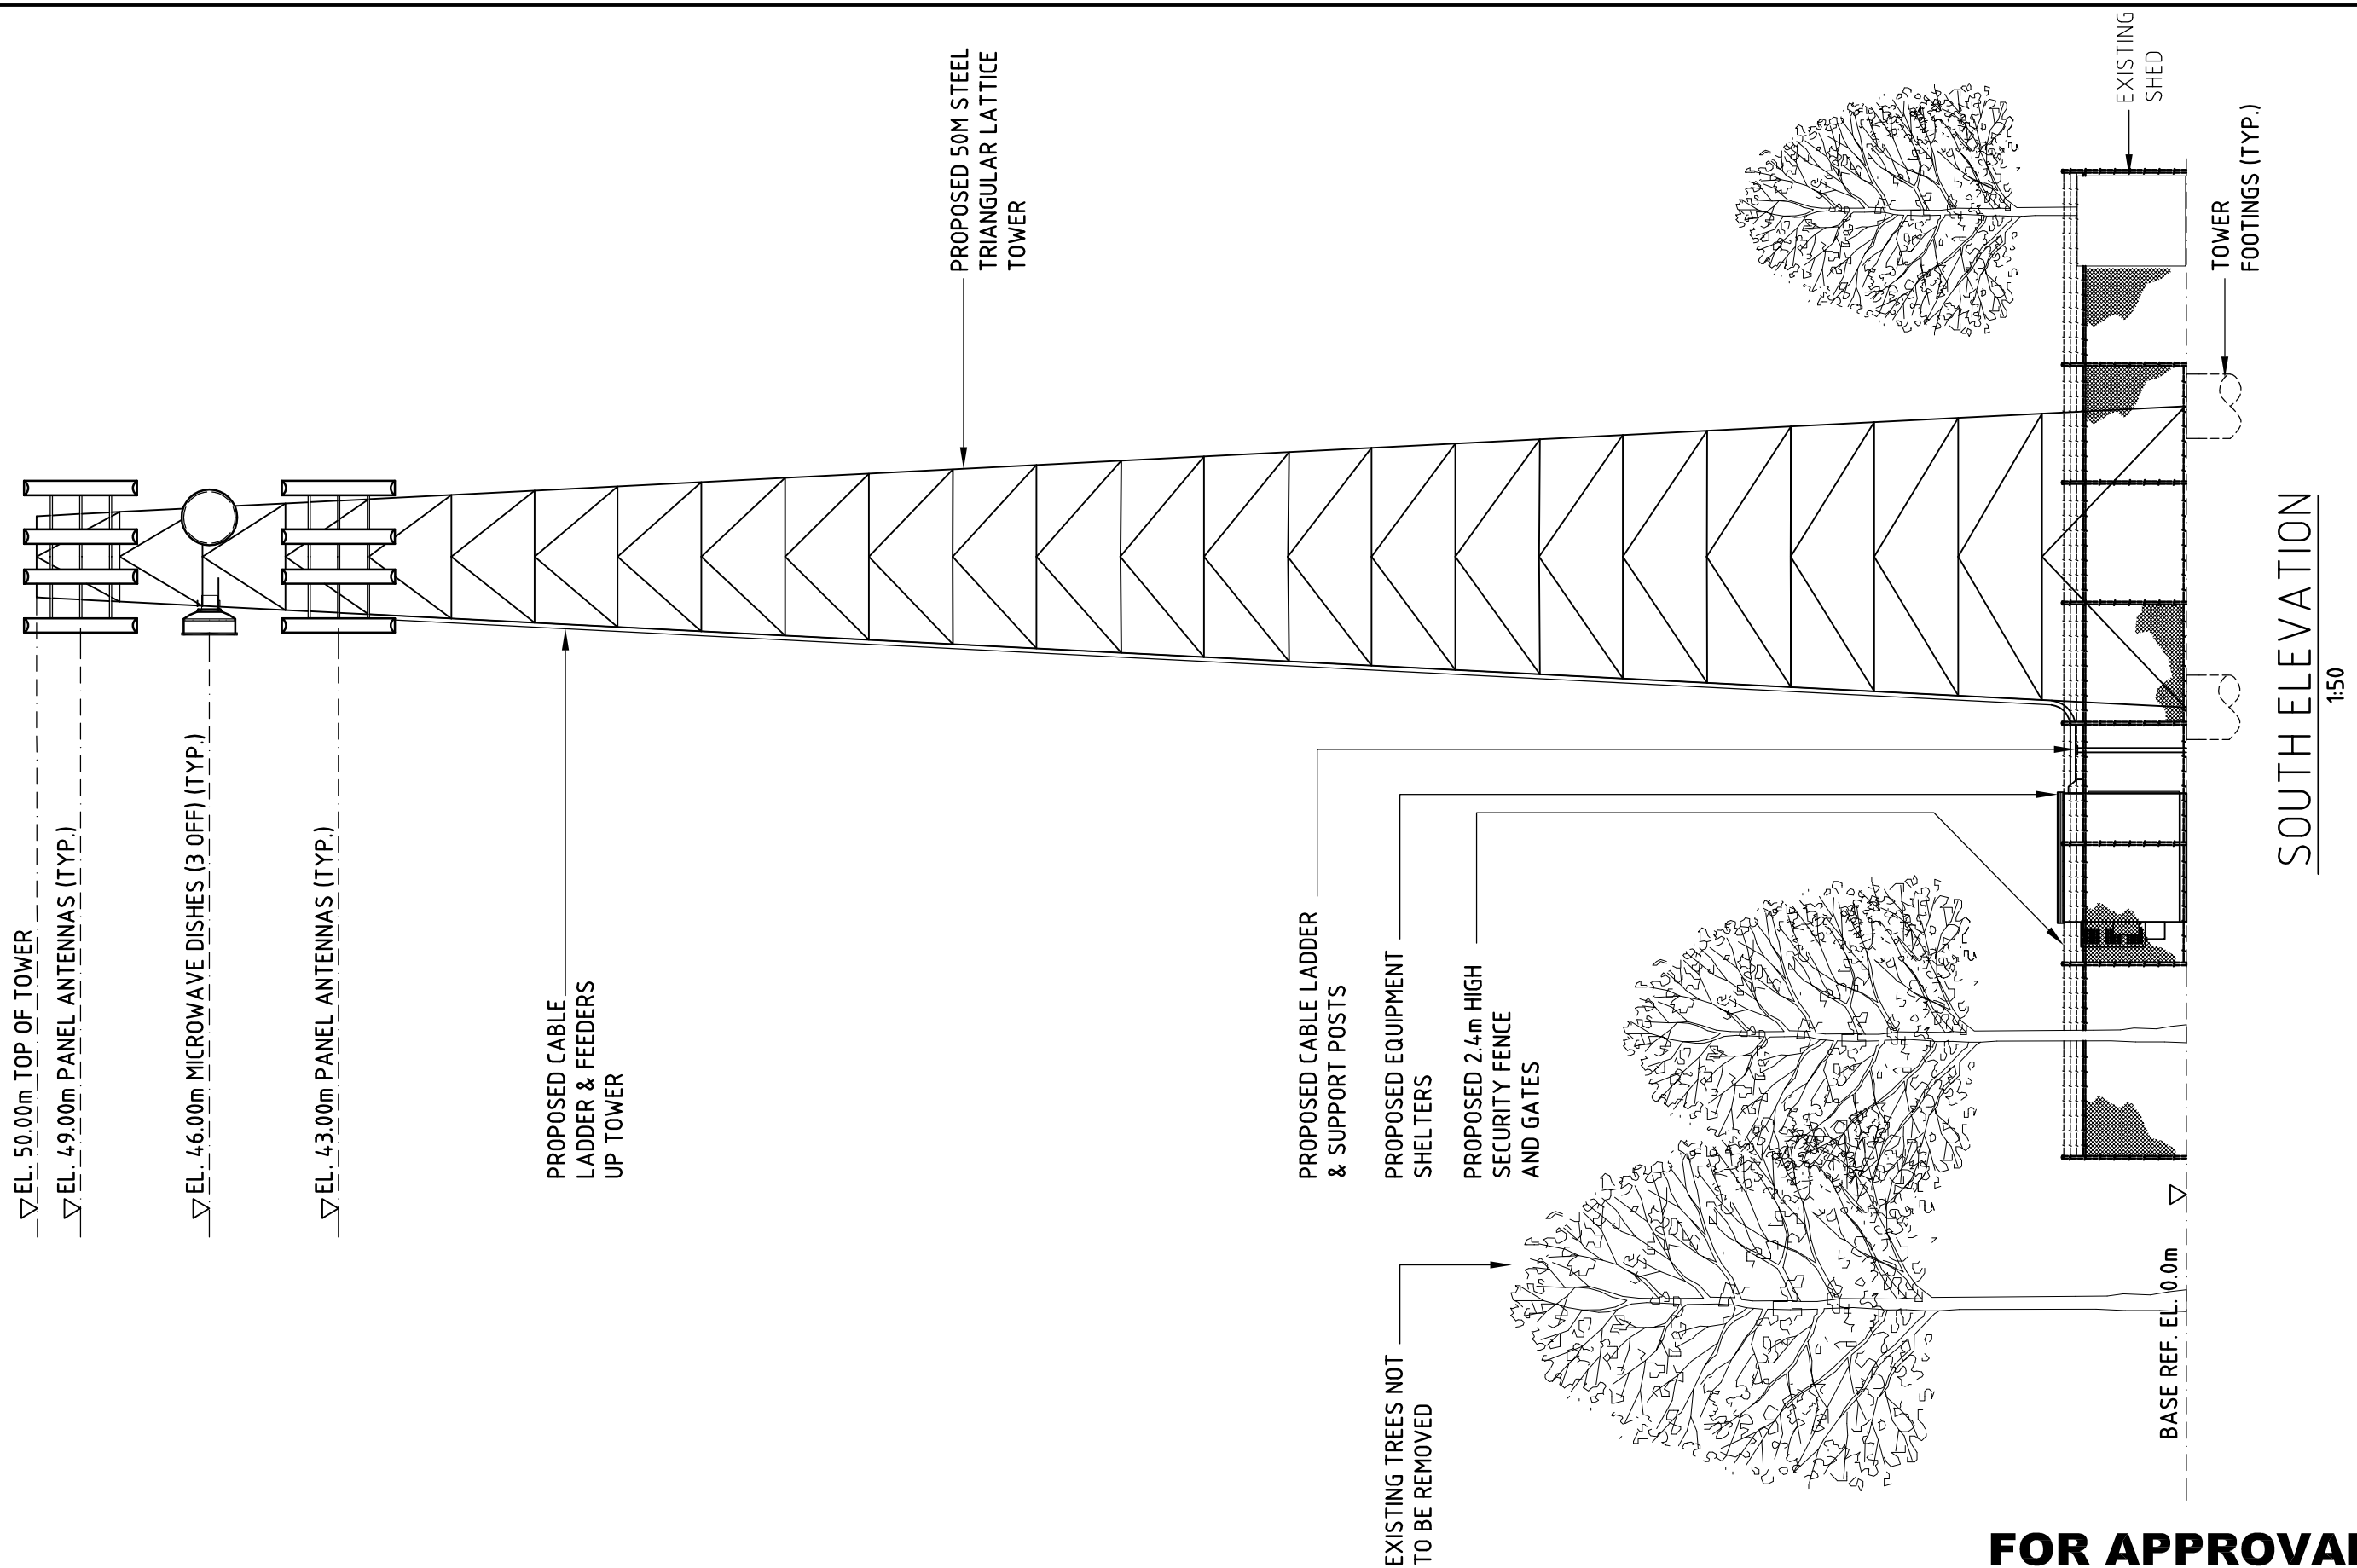 EL. 50.00m TOP OF TOWER
EL. 49.00m PANEL ANTENNAS (TYP.)
EL. 46.00m MICROWAVE DISHES (3 OFF) (TYP.)
EL. 43.00m PANEL ANTENNAS (TYP.)
PROPOSED CABLE
LADDER & FEEDERS
UP TOWER
PROPOSED 50M STEEL
TRIANGULAR LATTICE
TOWER
PROPOSED CABLE LADDER
& SUPPORT POSTS
PROPOSED EQUIPMENT
SHELTERS
PROPOSED 2.4m HIGH
SECURITY FENCE
AND GATES
EXISTING TREES NOT
TO BE REMOVED
EXISTING
SHED
TOWER
FOOTINGS (TYP.)
BASE REF. EL. 0.0m
SOUTH ELEVATION
1:50
FOR APPROVAL